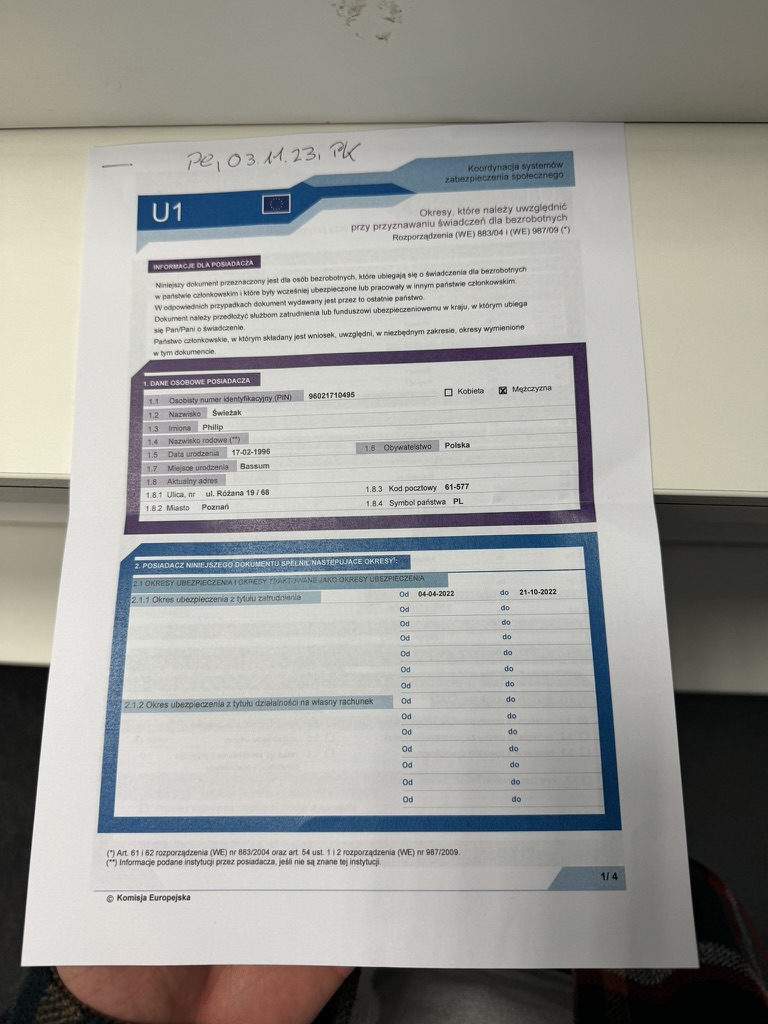 Pe, 03.11.23, PK
Koordynacja systemów
zabezpieczenia społecznego
U1
Okresy, które należy uwzględnić
przy przyznawaniu świadczeń dla bezrobotnych
Rozporządzenia (WE) 883/04 i (WE) 987/09 (*)
INFORMACJE DLA POSIADACZA
Niniejszy dokument przeznaczony jest dla osób bezrobotnych, które ubiegają się o świadczenia dla bezrobotnych
w państwie członkowskim i które były wcześniej ubezpieczone lub pracowały w innym państwie członkowskim.
W odpowiednich przypadkach dokument wydawany jest przez to ostatnie państwo.
Dokument należy przedłożyć służbom zatrudnienia lub funduszowi ubezpieczeniowemu w kraju, w którym ubiega
się Pan/Pani o świadczenie.
Państwo członkowskie, w którym składany jest wniosek, uwzględni, w niezbędnym zakresie, okresy wymienione
w tym dokumencie.
1. DANE OSOBOWE POSIADACZA
1.1 Osobisty numer identyfikacyjny (PIN) 96021710495 Kobieta Mężczyzna
1.2 Nazwisko Świeżak
1.3 Imiona Philip
1.4 Nazwisko rodowe (**)
1.5 Data urodzenia 17-02-1996 1.6 Obywatelstwo Polska
1.7 Miejsce urodzenia Bassum
1.8 Aktualny adres
1.8.1 Ulica, nr ul. Różana 19 / 68 1.8.3 Kod pocztowy 61-577
1.8.2 Miasto Poznań 1.8.4 Symbol państwa PL
2. POSIADACZ NINIEJSZEGO DOKUMENTU SPEŁNIŁ NASTĘPUJĄCE OKRESY¹:
2.1 OKRESY UBEZPIECZENIA I OKRESY TRAKTOWANE JAKO OKRESY UBEZPIECZENIA
2.1.1 Okres ubezpieczenia z tytułu zatrudnienia Od 04-04-2022 do 21-10-2022
Od do
Od do
Od do
Od do
Od do
Od do
2.1.2 Okres ubezpieczenia z tytułu działalności na własny rachunek Od do
Od do
Od do
Od do
Od do
Od do
Od do
(*) Art. 61 i 62 rozporządzenia (WE) nr 883/2004 oraz art. 54 ust. 1 i 2 rozporządzenia (WE) nr 987/2009.
(**) Informacje podane instytucji przez posiadacza, jeśli nie są znane tej instytucji.
1/ 4
© Komisja Europejska